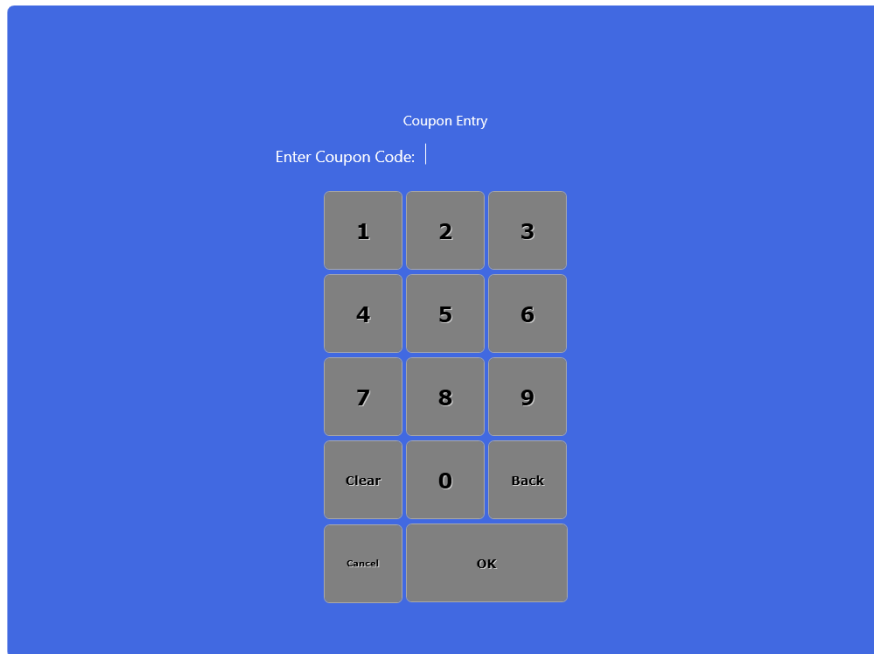 Coupon Entry
Enter Coupon Code:
1 2 3
4 5 6
7 8 9
Clear 0 Back
Cancel OK